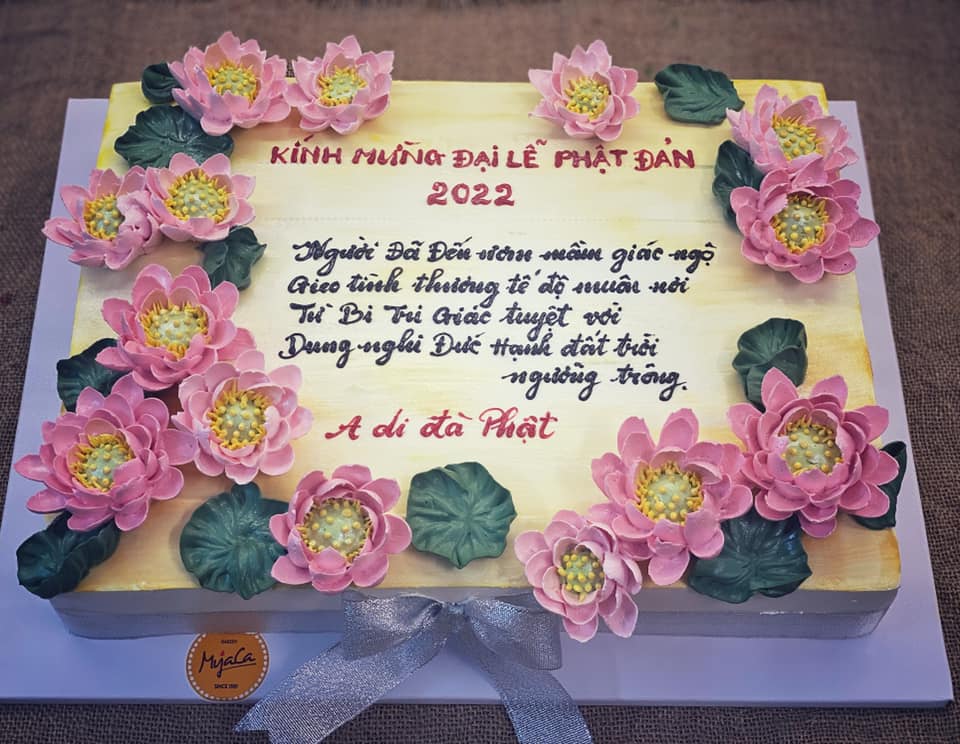 KÍNH MỪNG ĐẠI LỄ PHẬT ĐẢN
2022
Người Đã Đến ươm mầm giác ngộ
Gieo tình thương tế độ muôn nơi
Từ Bi Trí Giác tuyệt vời
Dung nghi Đức Hạnh đất trời
ngưỡng trông.
A di đà Phật
BAKERY
MyjaCa